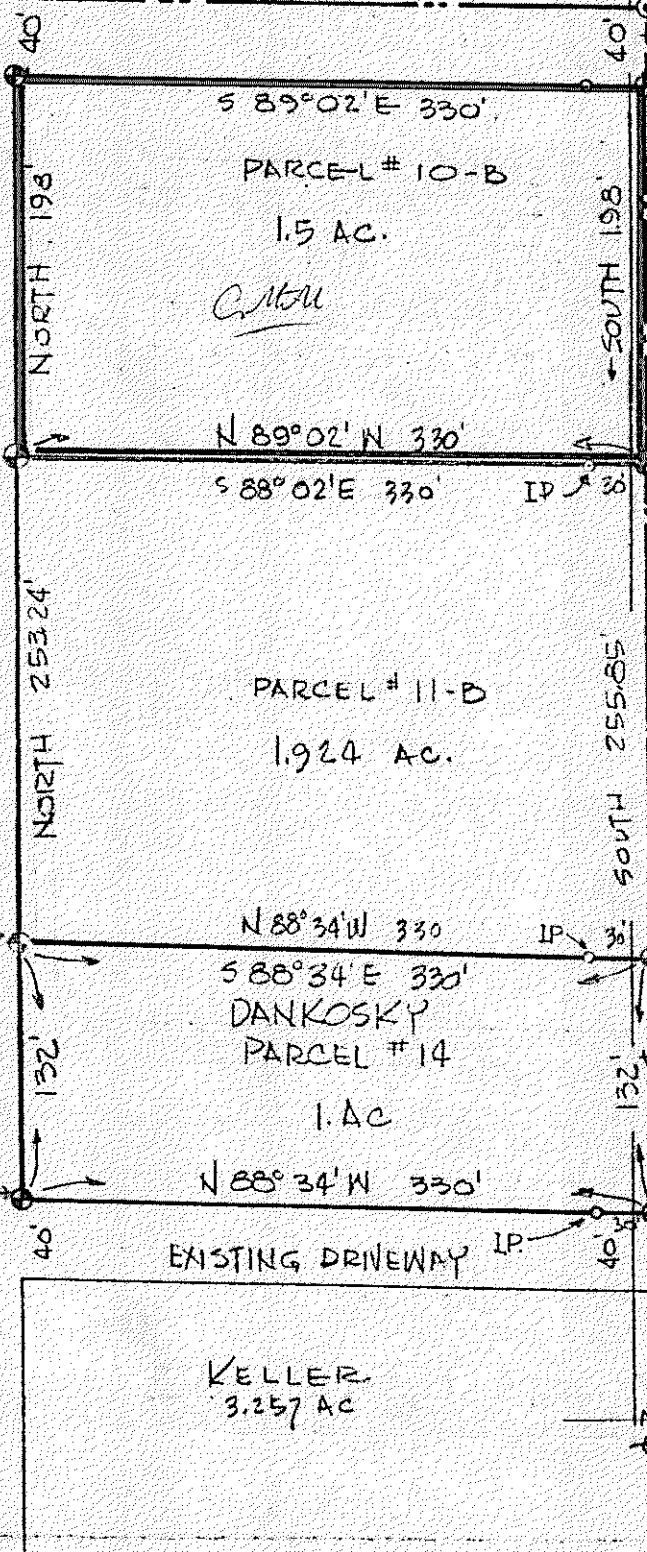 40'
40'
S 89°02'E 330'
PARCEL # 10-B
1.5 AC.
NORTH 198'
SOUTH 198'
N 89°02' W 330'
S 88°02'E 330'
I.P.
30'
NORTH 253.24'
PARCEL # 11-B
1.924 AC.
SOUTH 255.85'
N 88°34'W 330
I.P.
30'
S 88°34'E 330'
DANKOSKY
PARCEL # 14
1. AC
132'
132'
N 88°34'W 330'
40'
EXISTING DRIVEWAY
I.P.
40'
30'
KELLER
3.257 AC